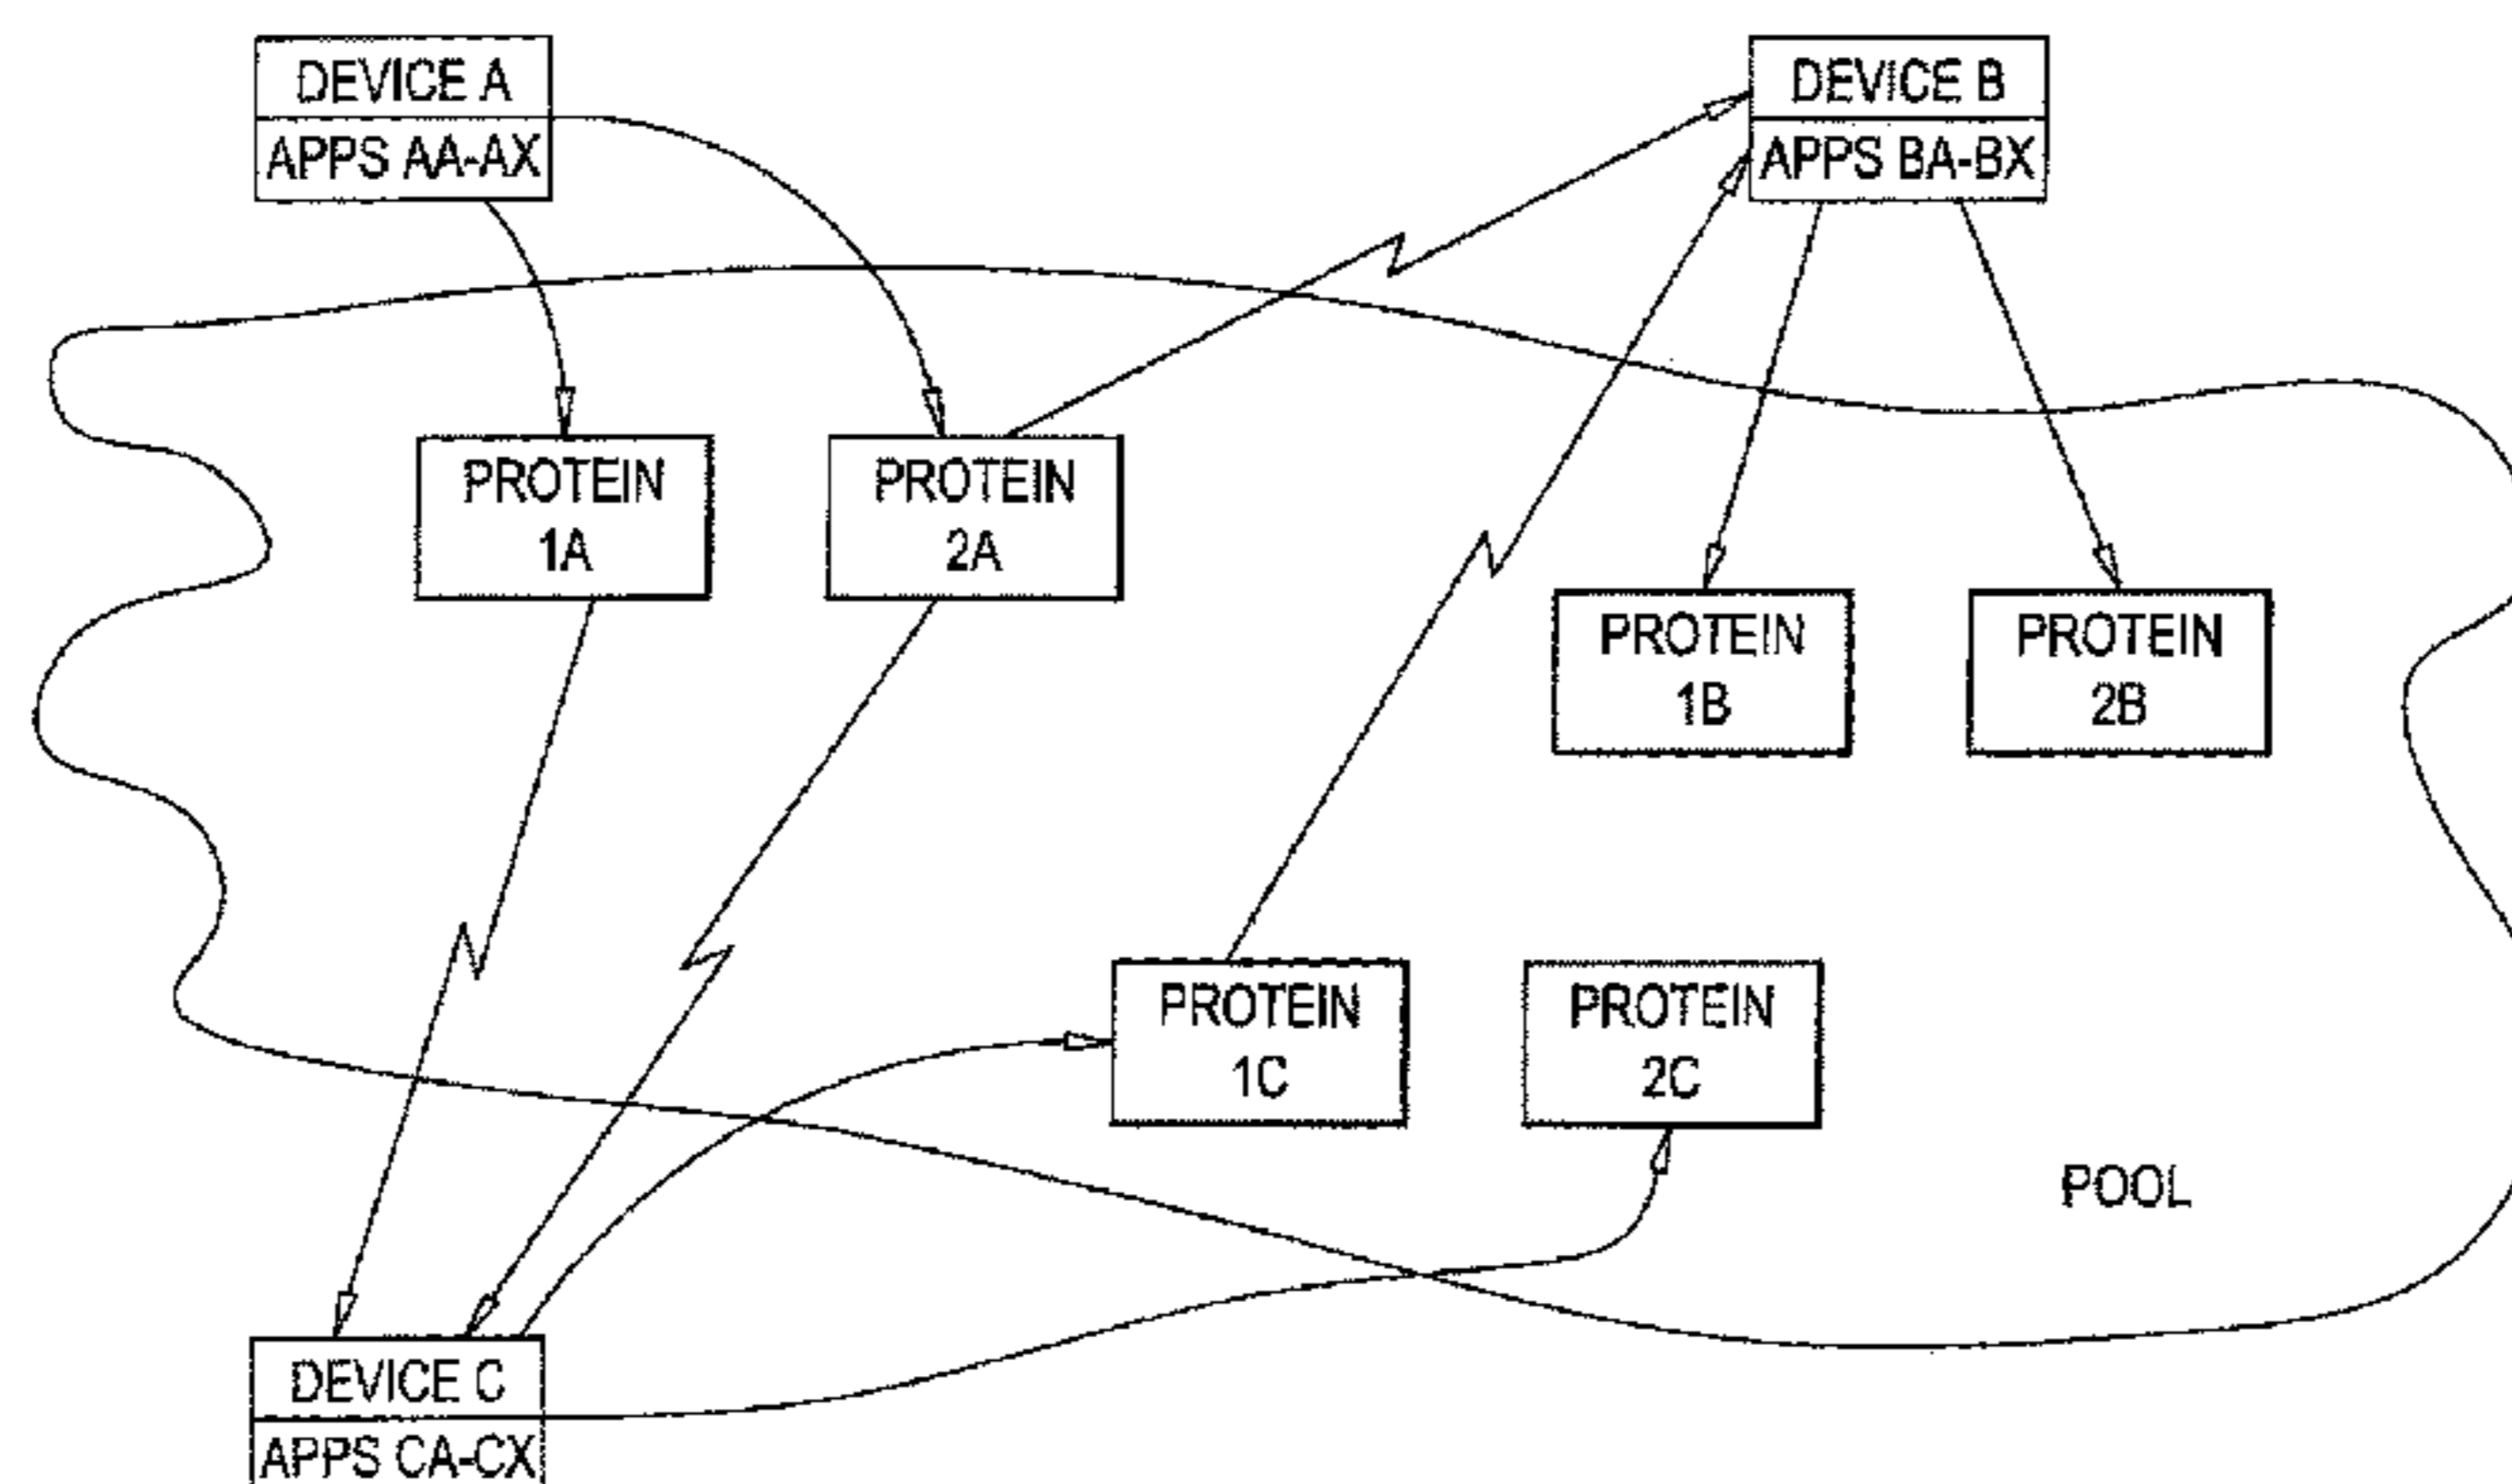 DEVICE A
APPS AA-AX
DEVICE B
APPS BA-BX
PROTEIN
1A
PROTEIN
2A
PROTEIN
1B
PROTEIN
2B
PROTEIN
1C
PROTEIN
2C
POOL
DEVICE C
APPS CA-CX